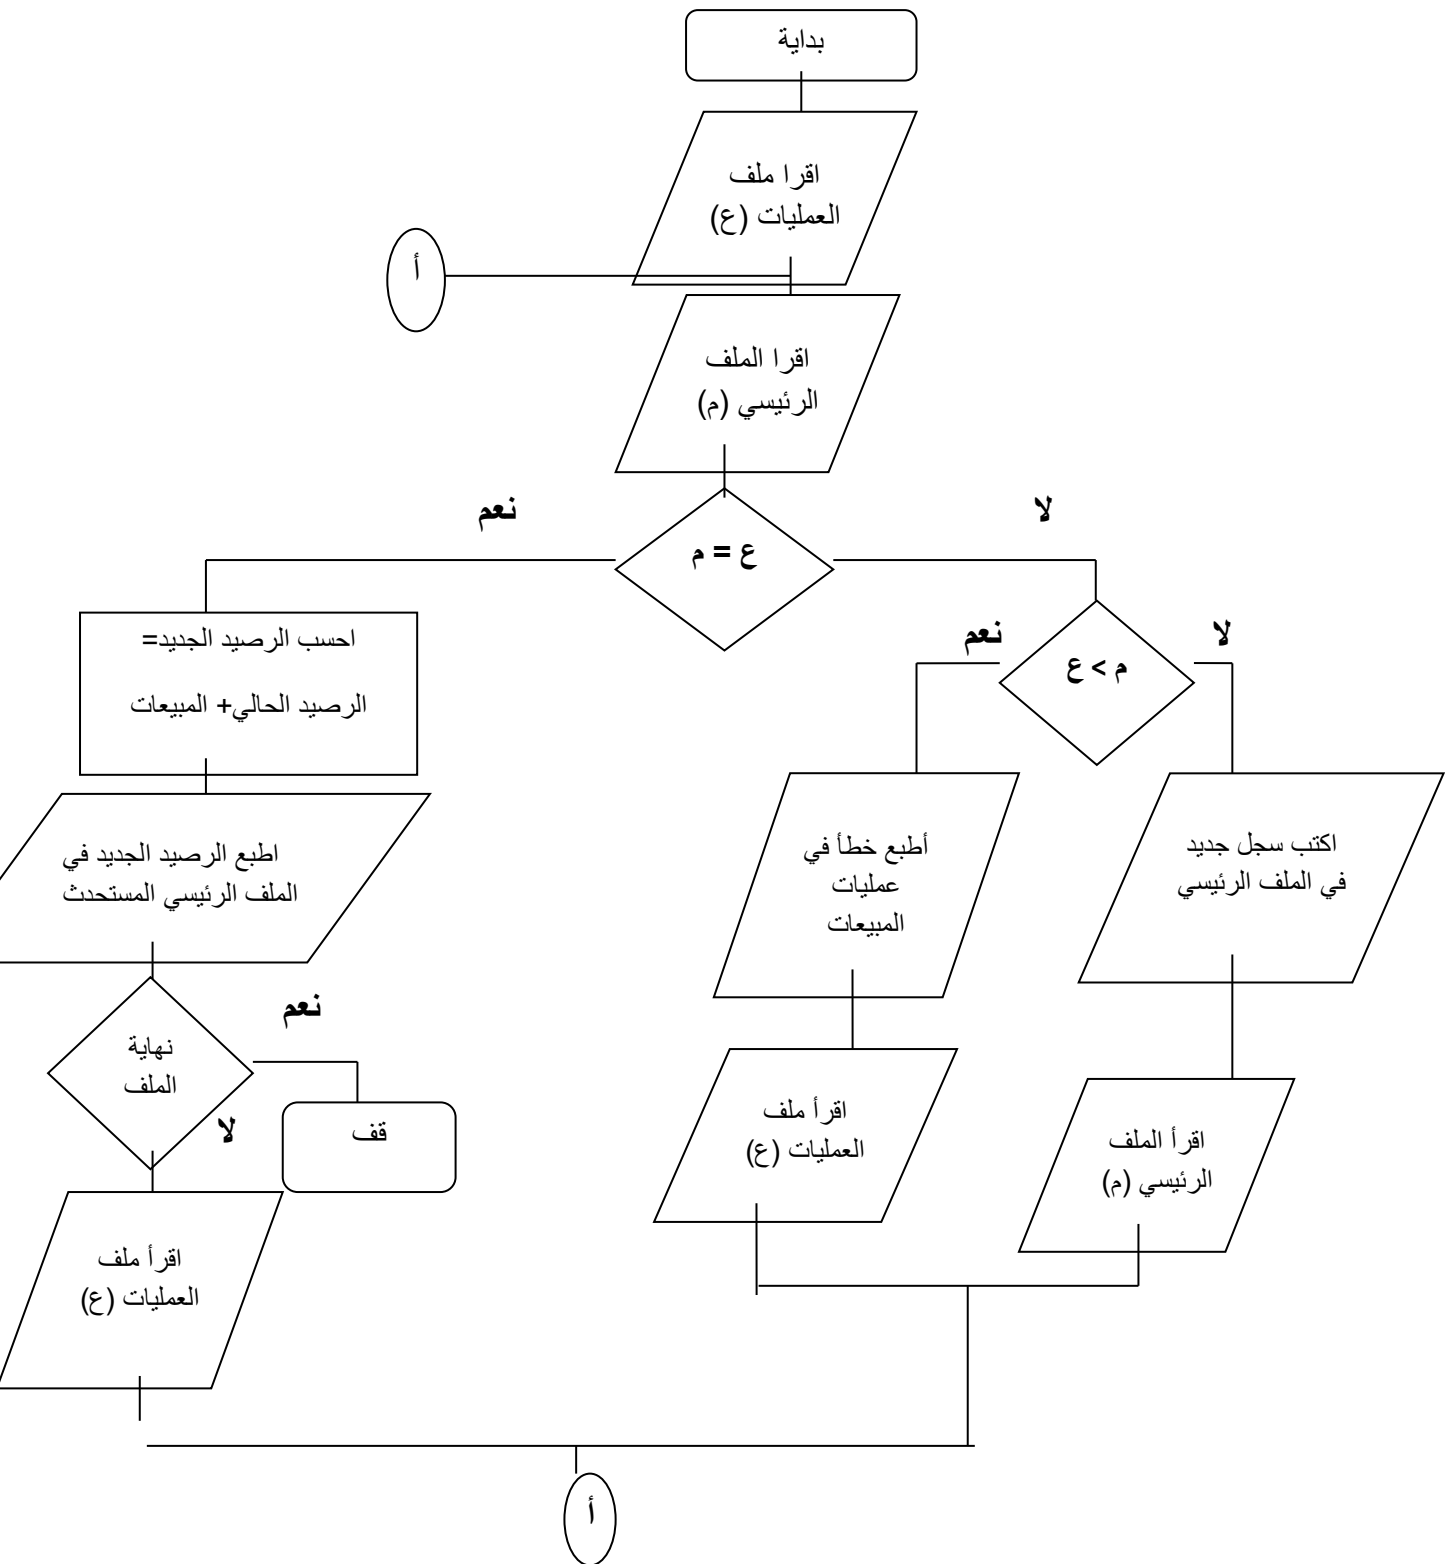 بداية
اقرا ملف
العمليات (ع)
أ
اقرا الملف
الرئيسي (م)
نعم
لا
ع = م
احسب الرصيد الجديد=
الرصيد الحالي+ المبيعات
نعم
لا
م > ع
اطبع الرصيد الجديد في
الملف الرئيسي المستحدث
أطبع خطأ في
عمليات
المبيعات
اكتب سجل جديد
في الملف الرئيسي
نعم
نهاية
الملف
لا
قف
اقرأ ملف
العمليات (ع)
اقرأ الملف
الرئيسي (م)
اقرأ ملف
العمليات (ع)
أ